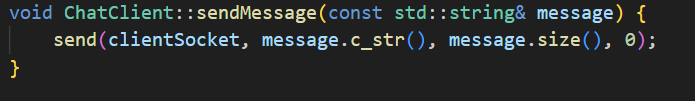 void ChatClient::sendMessage(const std::string& message) {
    send(clientSocket, message.c_str(), message.size(), 0);
}